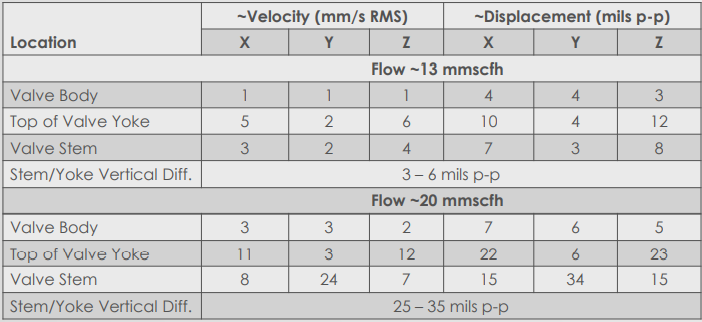 ~Velocity (mm/s RMS) ~Displacement (mils p-p)
Location X Y Z X Y Z
Flow ~13 mmscfh
Valve Body 1 1 1 4 4 3
Top of Valve Yoke 5 2 6 10 4 12
Valve Stem 3 2 4 7 3 8
Stem/Yoke Vertical Diff. 3 – 6 mils p-p
Flow ~20 mmscfh
Valve Body 3 3 2 7 6 5
Top of Valve Yoke 11 3 12 22 6 23
Valve Stem 8 24 7 15 34 15
Stem/Yoke Vertical Diff. 25 – 35 mils p-p